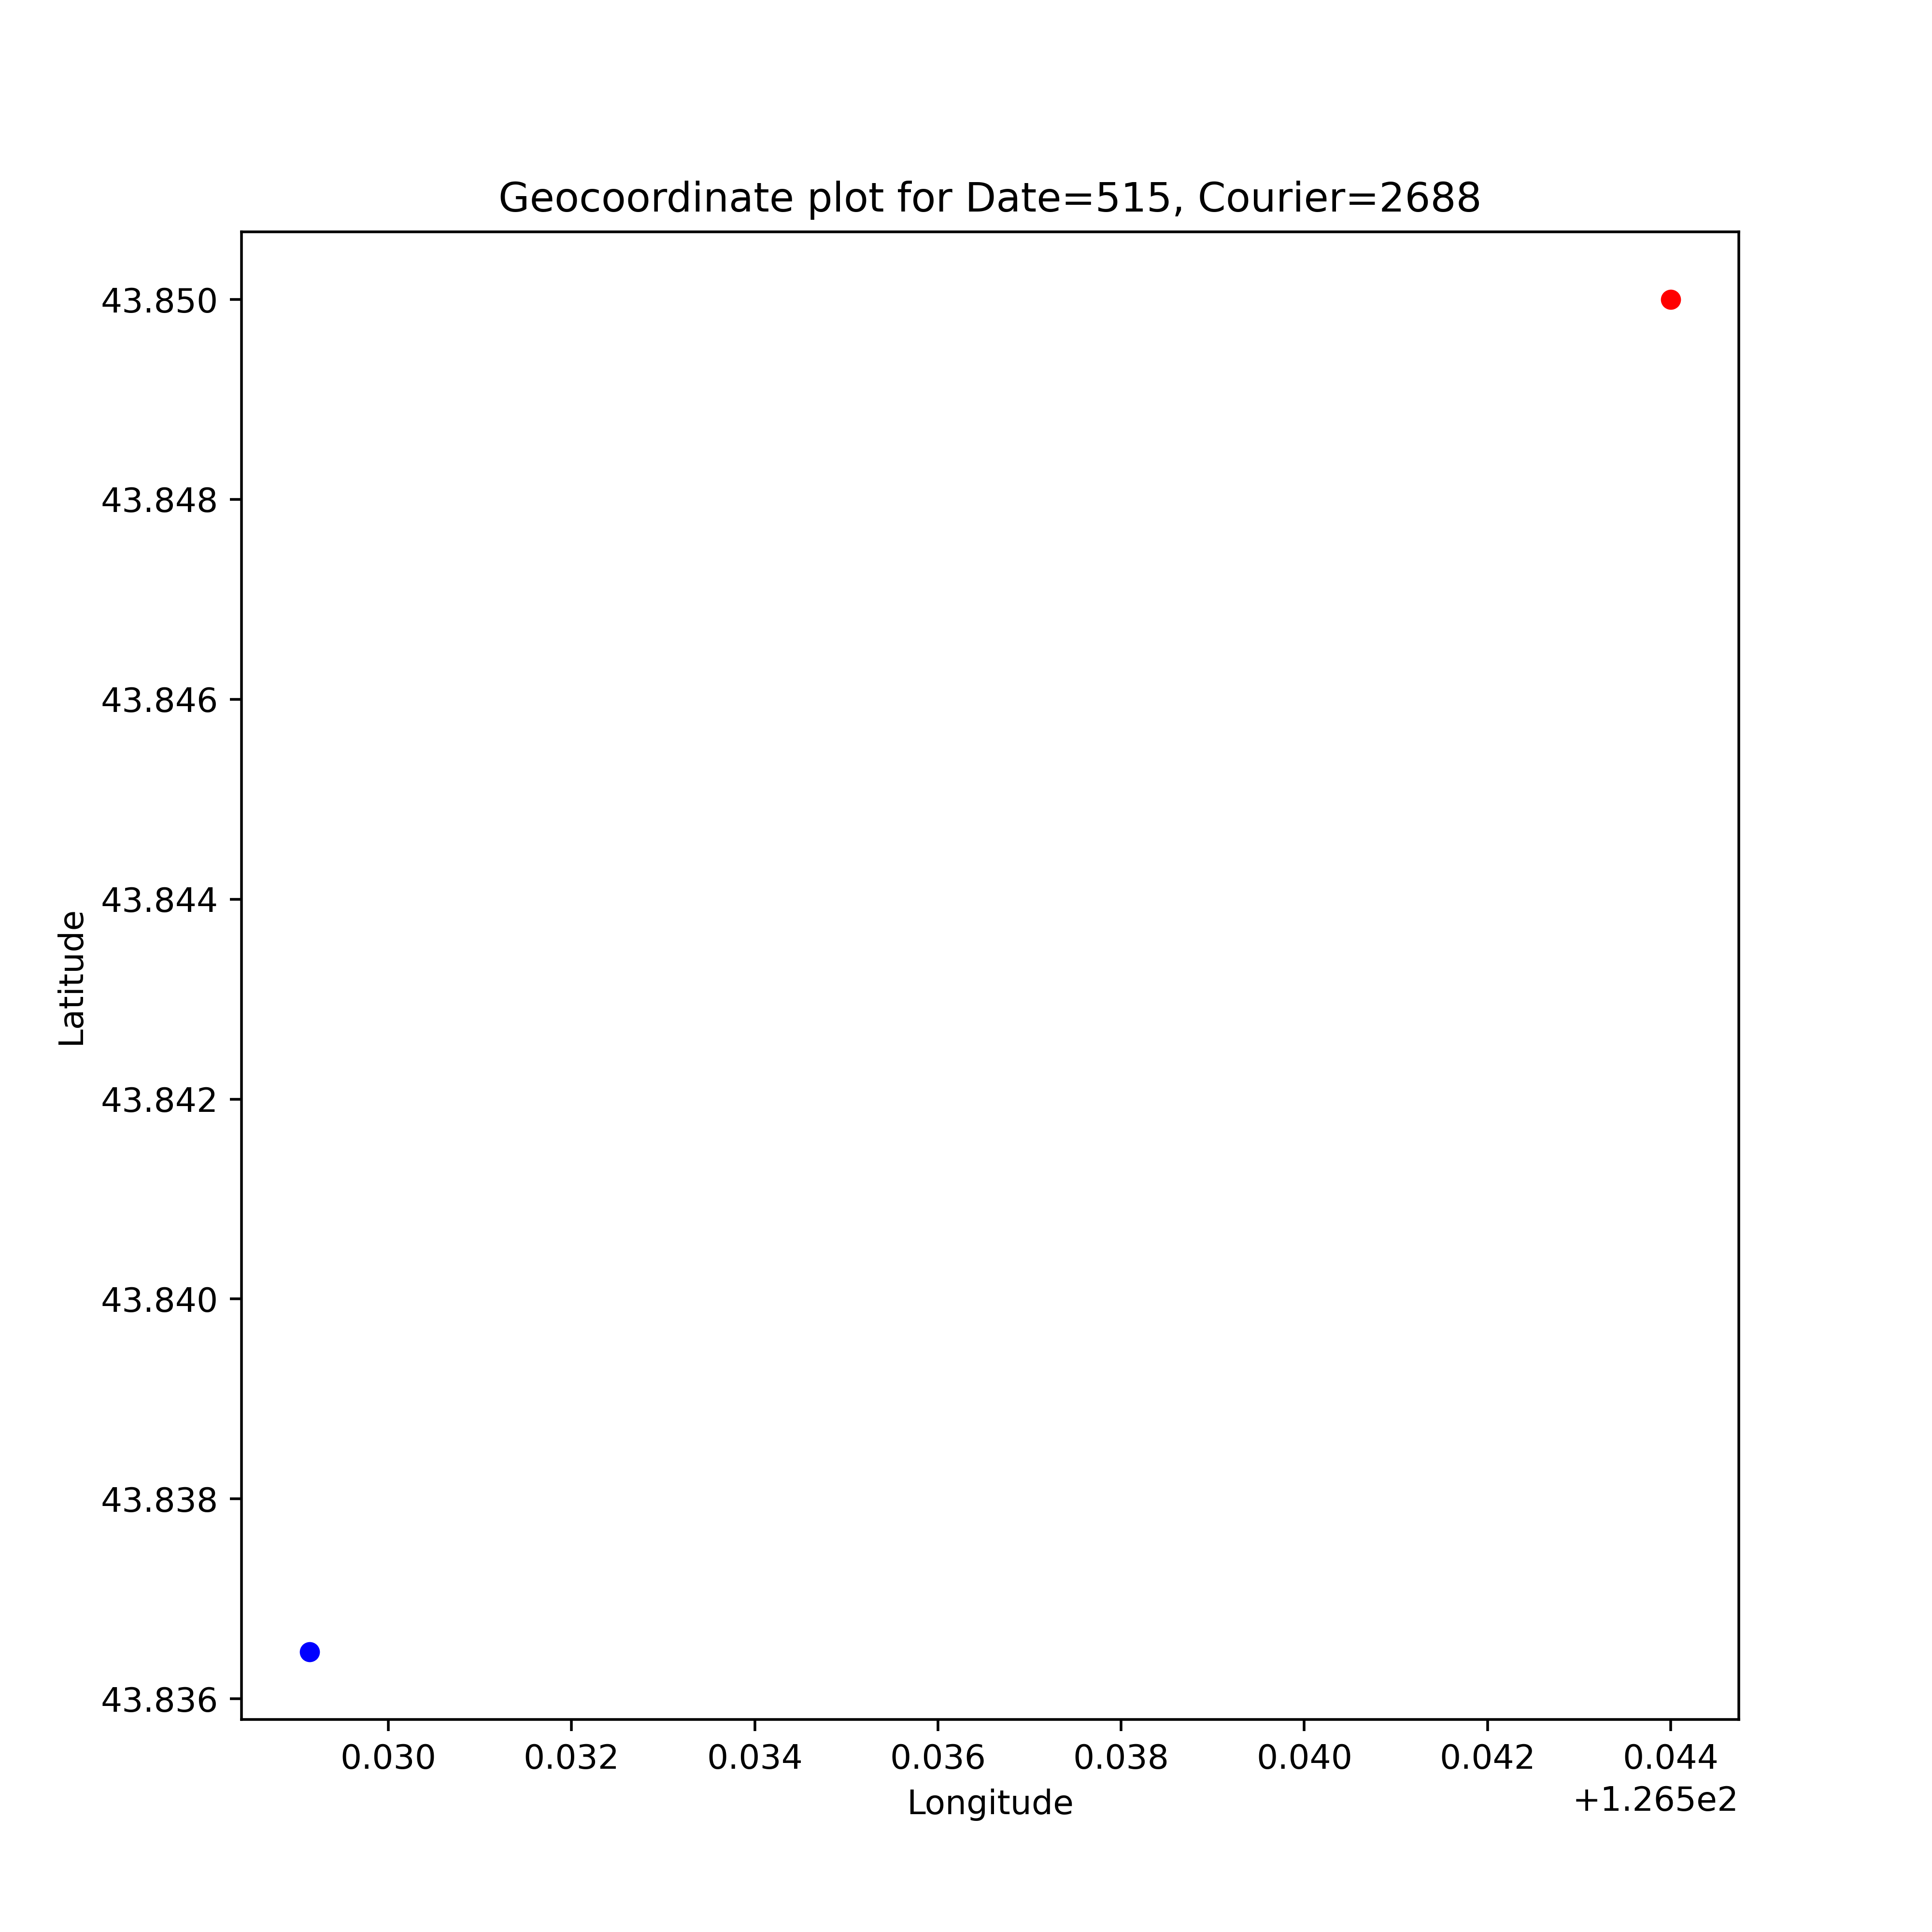 Geocoordinate plot for Date=515, Courier=2688
43.850
43.848
43.846
43.844
43.842
43.840
43.838
43.836
Latitude
0.030 0.032 0.034 0.036 0.038 0.040 0.042 0.044
+1.265e2
Longitude